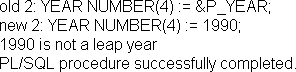 old 2: YEAR NUMBER(4) := &P_YEAR;
new 2: YEAR NUMBER(4) := 1990;
1990 is not a leap year
PL/SQL procedure successfully completed.